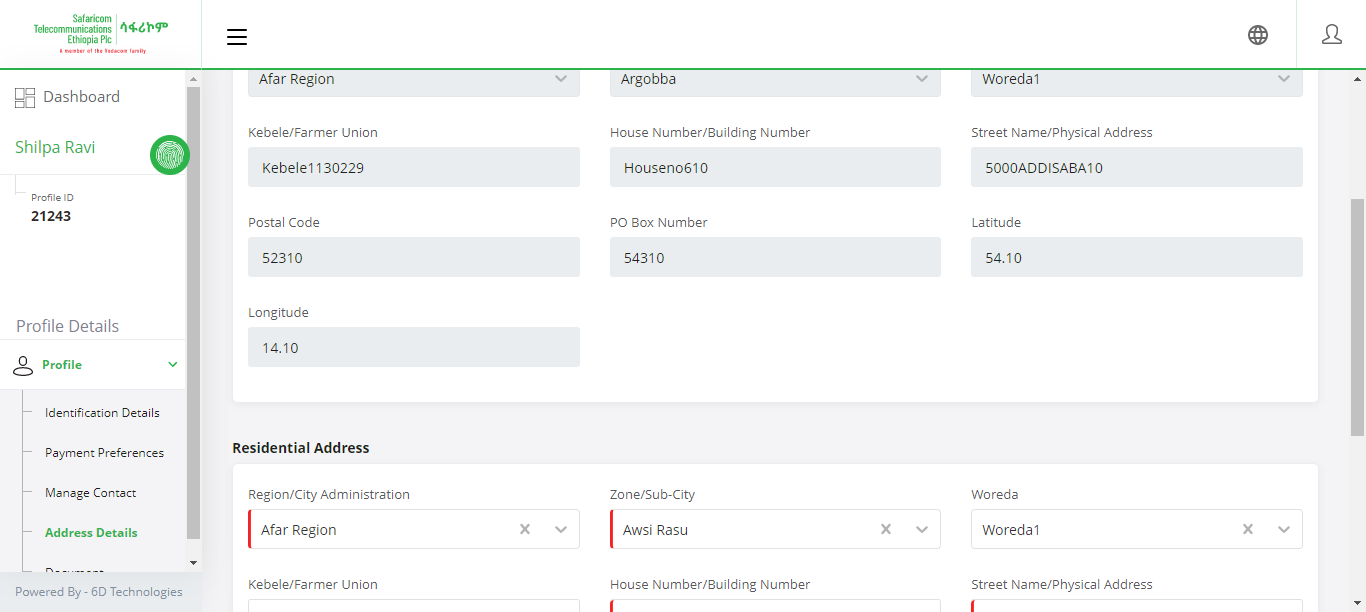 Safaricom
Telecommunications
Ethiopia Plc
ሳፋሪኮም
A member of the Vodacom family
Dashboard
Shilpa Ravi
Profile ID
21243
Profile Details
Profile
Identification Details
Payment Preferences
Manage Contact
Address Details
Document
Powered By - 6D Technologies
Afar Region
Argobba
Woreda1
Kebele/Farmer Union
House Number/Building Number
Street Name/Physical Address
Kebele1130229
Houseno610
5000ADDISABA10
Postal Code
PO Box Number
Latitude
52310
54310
54.10
Longitude
14.10
Residential Address
Region/City Administration
Zone/Sub-City
Woreda
Afar Region
Awsi Rasu
Woreda1
Kebele/Farmer Union
House Number/Building Number
Street Name/Physical Address